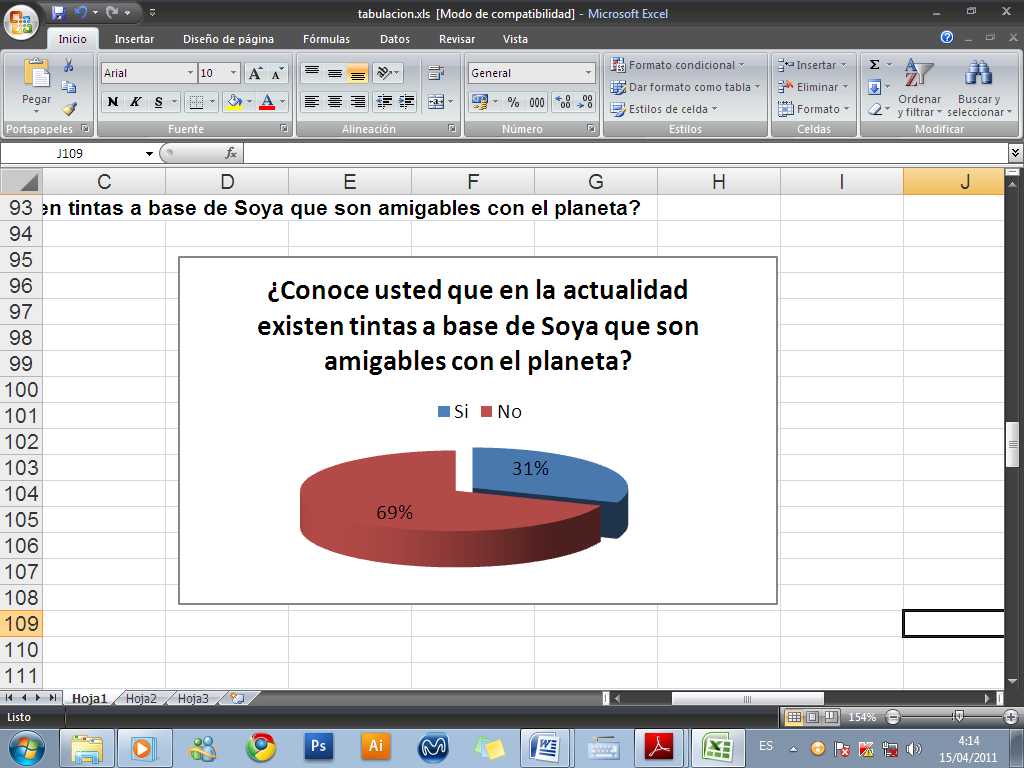 tabulacion.xls [Modo de compatibilidad] - Microsoft Excel
Inicio Insertar Diseño de página Fórmulas Datos Revisar Vista
Pegar
Portapapeles
Arial 10
N K S
Fuente
Alineación
General
% 000
Número
Formato condicional
Dar formato como tabla
Estilos de celda
Estilos
Insertar
Eliminar
Formato
Celdas
Σ
Ordenar y filtrar
Buscar y seleccionar
Modificar
J109 fx
C D E F G H I J
93 en tintas a base de Soya que son amigables con el planeta?
94
95
96
97
98
99
100
101
102
103
104
105
106
107
108
109
110
111
¿Conoce usted que en la actualidad
existen tintas a base de Soya que son
amigables con el planeta?
Si No
31%
69%
Hoja1 Hoja2 Hoja3
Listo 154%
Ps Ai ES 4:14
15/04/2011